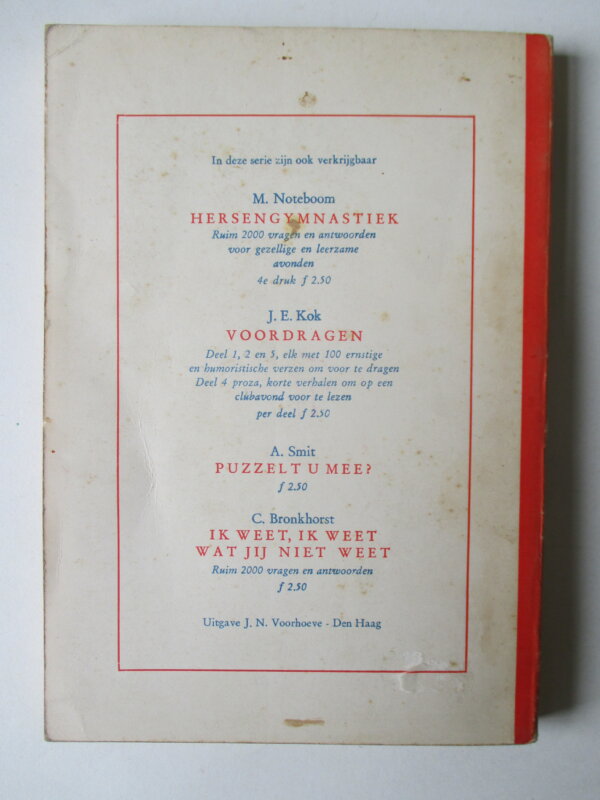 In deze serie zijn ook verkrijgbaar
M. Noteboom
HERSENGYMNASTIEK
Ruim 2000 vragen en antwoorden
voor gezellige en leerzame
avonden
4e druk f 2.50
J. E. Kok
VOORDRAGEN
Deel 1, 2 en 3, elk met 100 ernstige
en humoristische verzen om voor te dragen
Deel 4 proza, korte verhalen om op een
clubavond voor te lezen
per deel f 2.50
A. Smit
PUZZELT U MEE?
f 2.50
C. Bronkhorst
IK WEET, IK WEET
WAT JIJ NIET WEET
Ruim 2000 vragen en antwoorden
f 2.50
Uitgave J. N. Voorhoeve - Den Haag